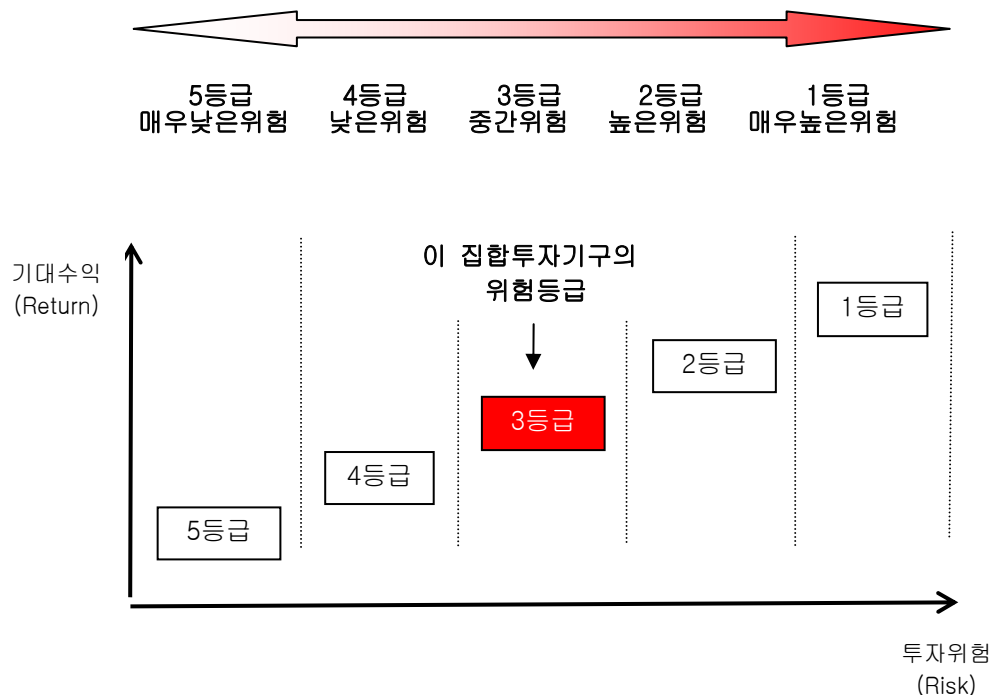 5등급 4등급 3등급 2등급 1등급
매우낮은위험 낮은위험 중간위험 높은위험 매우높은위험
이 집합투자기구의
위험등급
기대수익
(Return)
1등급
2등급
3등급
4등급
5등급
투자위험
(Risk)